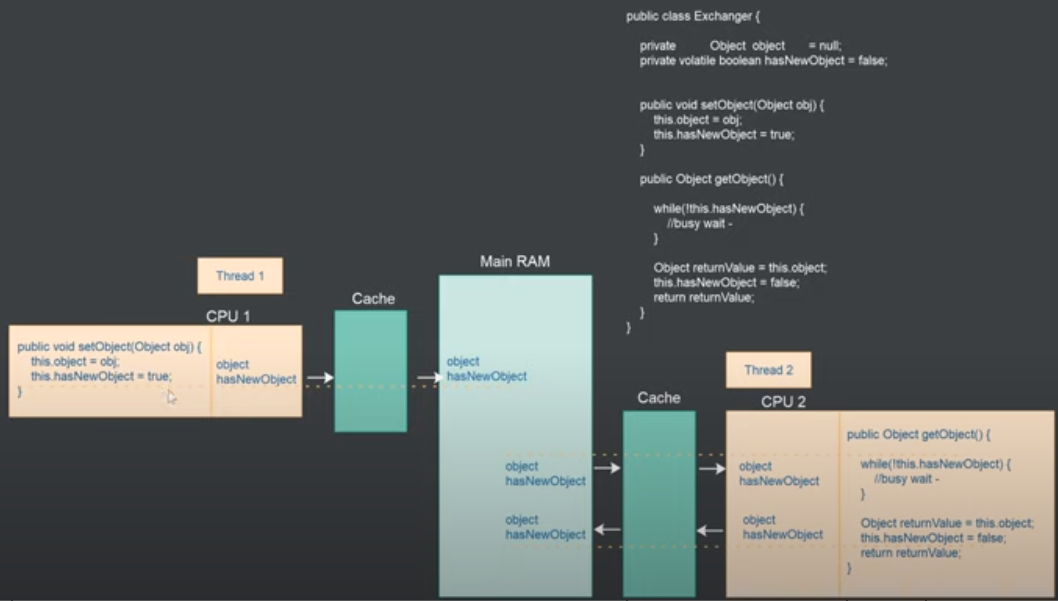 public class Exchanger {
private Object object = null;
private volatile boolean hasNewObject = false;
public void setObject(Object obj) {
this.object = obj;
this.hasNewObject = true;
}
public Object getObject() {
while(!this.hasNewObject) {
//busy wait -
}
Object returnValue = this.object;
this.hasNewObject = false;
return returnValue;
}
}
Thread 1
CPU 1
public void setObject(Object obj) {
this.object = obj;
this.hasNewObject = true;
}
object
hasNewObject
Cache
Main RAM
object
hasNewObject
object
hasNewObject
object
hasNewObject
Cache
Thread 2
CPU 2
object
hasNewObject
object
hasNewObject
public Object getObject() {
while(!this.hasNewObject) {
//busy wait -
}
Object returnValue = this.object;
this.hasNewObject = false;
return returnValue;
}